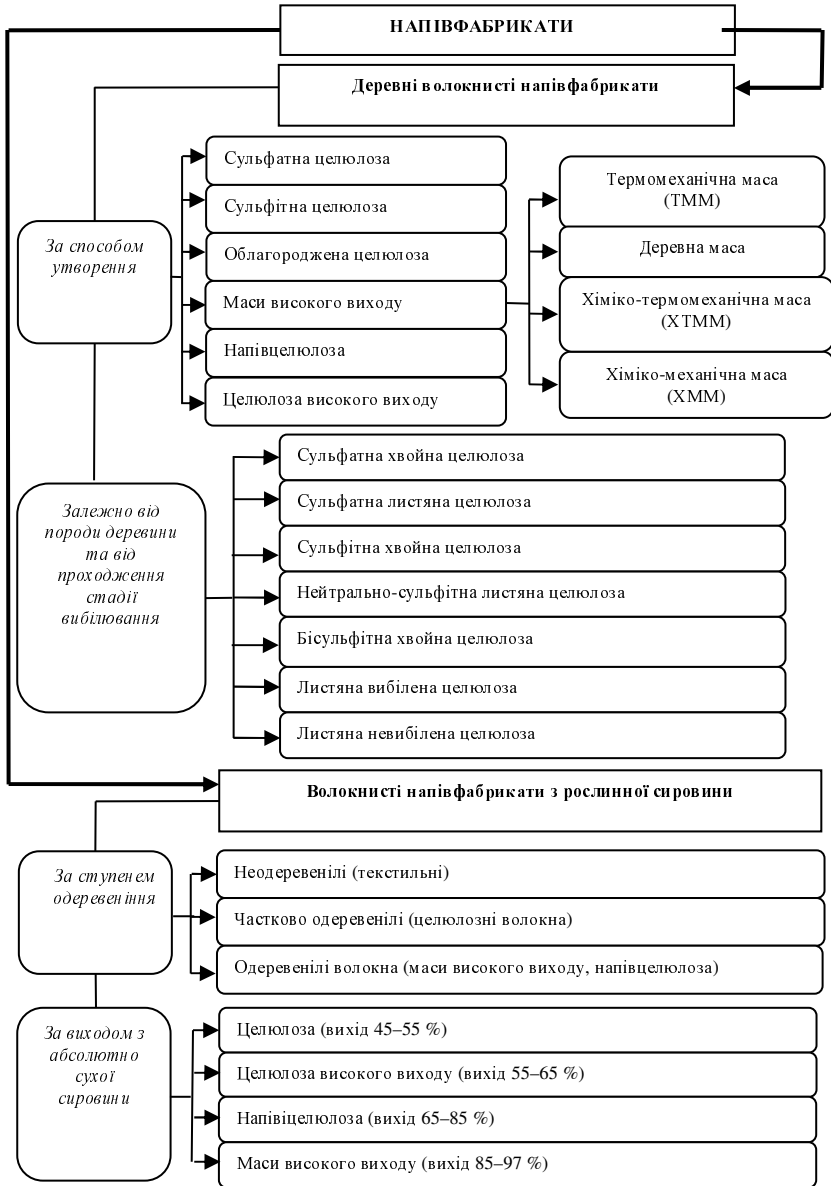 НАПІВФАБРИКАТИ
Деревні волокнисті напівфабрикати
За способом
утворення
Сульфатна целюлоза
Сульфітна целюлоза
Облагороджена целюлоза
Маси високого виходу
Напівцелюлоза
Целюлоза високого виходу
Термомеханічна маса
(ТММ)
Деревна маса
Хіміко-термомеханічна маса
(ХТММ)
Хіміко-механічна маса
(ХММ)
Залежно від
породи деревини
та від
проходження
стадії
вибілювання
Сульфатна хвойна целюлоза
Сульфатна листяна целюлоза
Сульфітна хвойна целюлоза
Нейтрально-сульфітна листяна целюлоза
Бісульфітна хвойна целюлоза
Листяна вибілена целюлоза
Листяна невибілена целюлоза
Волокнисті напівфабрикати з рослинної сировини
За ступенем
одеревеніння
Неодеревенілі (текстильні)
Частково одеревенілі (целюлозні волокна)
Одеревенілі волокна (маси високого виходу, напівцелюлоза)
За виходом з
абсолютно
сухої
сировини
Целюлоза (вихід 45–55 %)
Целюлоза високого виходу (вихід 55–65 %)
Напівіцелюлоза (вихід 65–85 %)
Маси високого виходу (вихід 85–97 %)